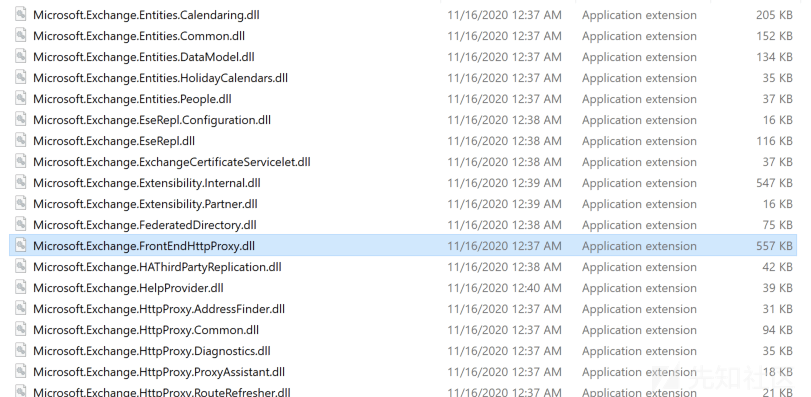 Microsoft.Exchange.Entities.Calendaring.dll 11/16/2020 12:37 AM Application extension 205 KB
Microsoft.Exchange.Entities.Common.dll 11/16/2020 12:37 AM Application extension 152 KB
Microsoft.Exchange.Entities.DataModel.dll 11/16/2020 12:37 AM Application extension 134 KB
Microsoft.Exchange.Entities.HolidayCalendars.dll 11/16/2020 12:37 AM Application extension 35 KB
Microsoft.Exchange.Entities.People.dll 11/16/2020 12:37 AM Application extension 37 KB
Microsoft.Exchange.EseRepl.Configuration.dll 11/16/2020 12:38 AM Application extension 16 KB
Microsoft.Exchange.EseRepl.dll 11/16/2020 12:38 AM Application extension 116 KB
Microsoft.Exchange.ExchangeCertificateServicelet.dll 11/16/2020 12:38 AM Application extension 37 KB
Microsoft.Exchange.Extensibility.Internal.dll 11/16/2020 12:39 AM Application extension 547 KB
Microsoft.Exchange.Extensibility.Partner.dll 11/16/2020 12:39 AM Application extension 16 KB
Microsoft.Exchange.FederatedDirectory.dll 11/16/2020 12:38 AM Application extension 75 KB
Microsoft.Exchange.FrontEndHttpProxy.dll 11/16/2020 12:37 AM Application extension 557 KB
Microsoft.Exchange.HAThirdPartyReplication.dll 11/16/2020 12:38 AM Application extension 42 KB
Microsoft.Exchange.HelpProvider.dll 11/16/2020 12:40 AM Application extension 39 KB
Microsoft.Exchange.HttpProxy.AddressFinder.dll 11/16/2020 12:37 AM Application extension 31 KB
Microsoft.Exchange.HttpProxy.Common.dll 11/16/2020 12:37 AM Application extension 94 KB
Microsoft.Exchange.HttpProxy.Diagnostics.dll 11/16/2020 12:37 AM Application extension 35 KB
Microsoft.Exchange.HttpProxy.ProxyAssistant.dll 11/16/2020 12:37 AM Application extension 18 KB
Microsoft.Exchange.HttpProxy.RouteRefresher.dll 11/16/2020 12:37 AM Application extension 21 KB
先知社区